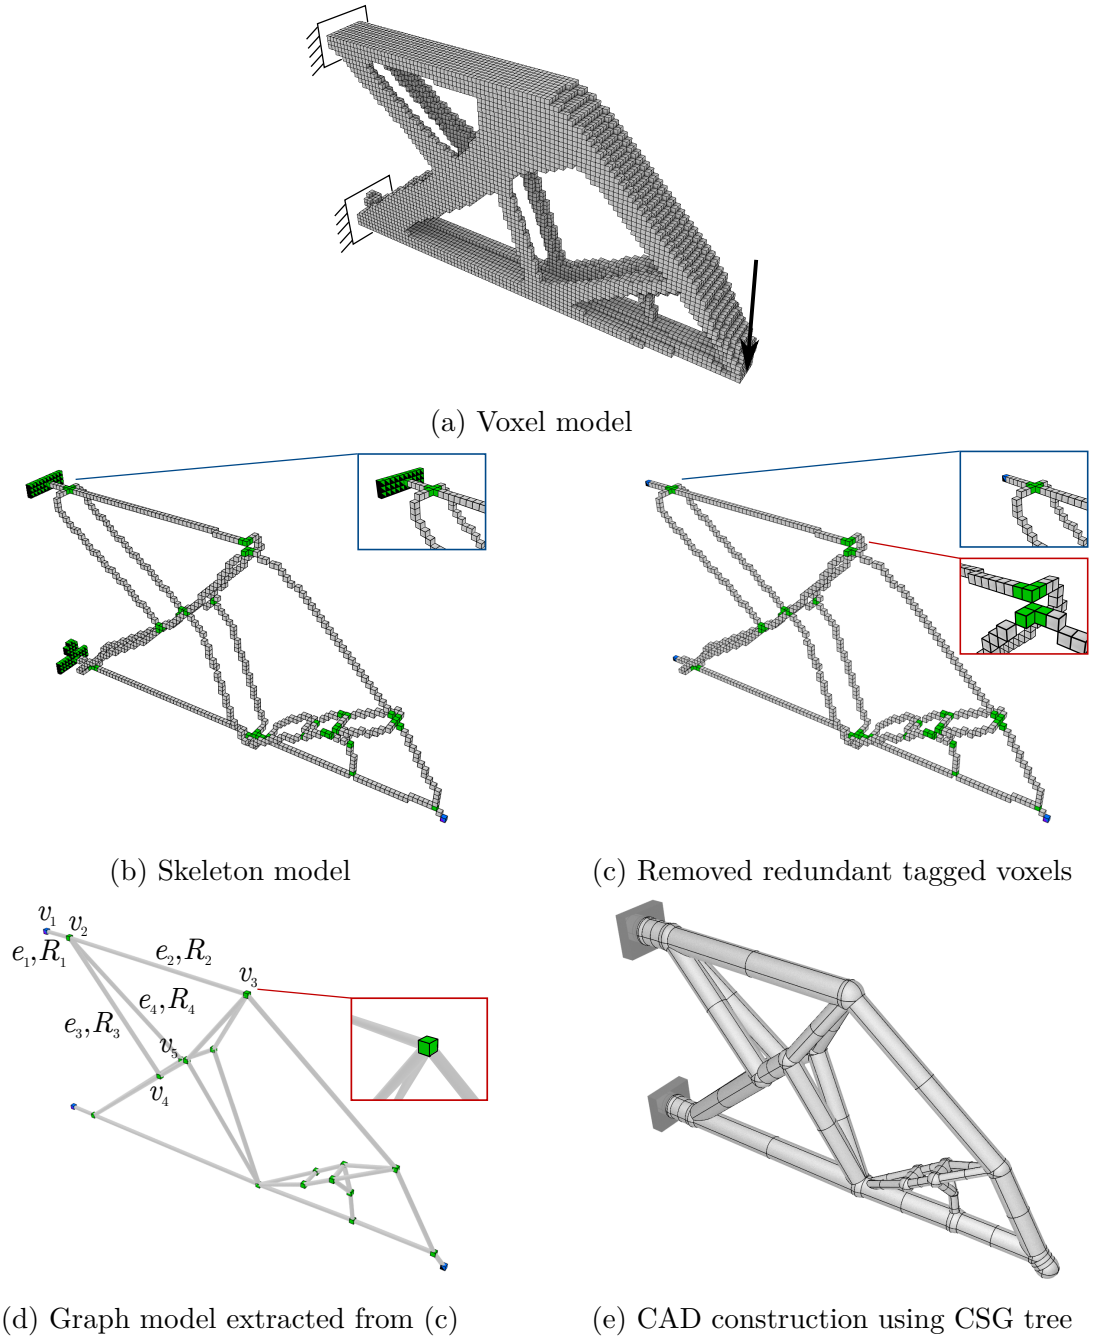 (a) Voxel model
(b) Skeleton model
(c) Removed redundant tagged voxels
v₁
v₂
e₁,R₁
e₂,R₂
v₃
e₄,R₄
e₃,R₃
v₅
v₄
(d) Graph model extracted from (c)
(e) CAD construction using CSG tree